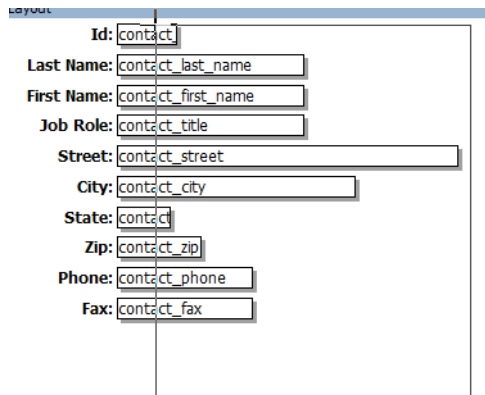 Layout
Id: contact_
Last Name: contact_last_name
First Name: contact_first_name
Job Role: contact_title
Street: contact_street
City: contact_city
State: contact
Zip: contact_zip
Phone: contact_phone
Fax: contact_fax